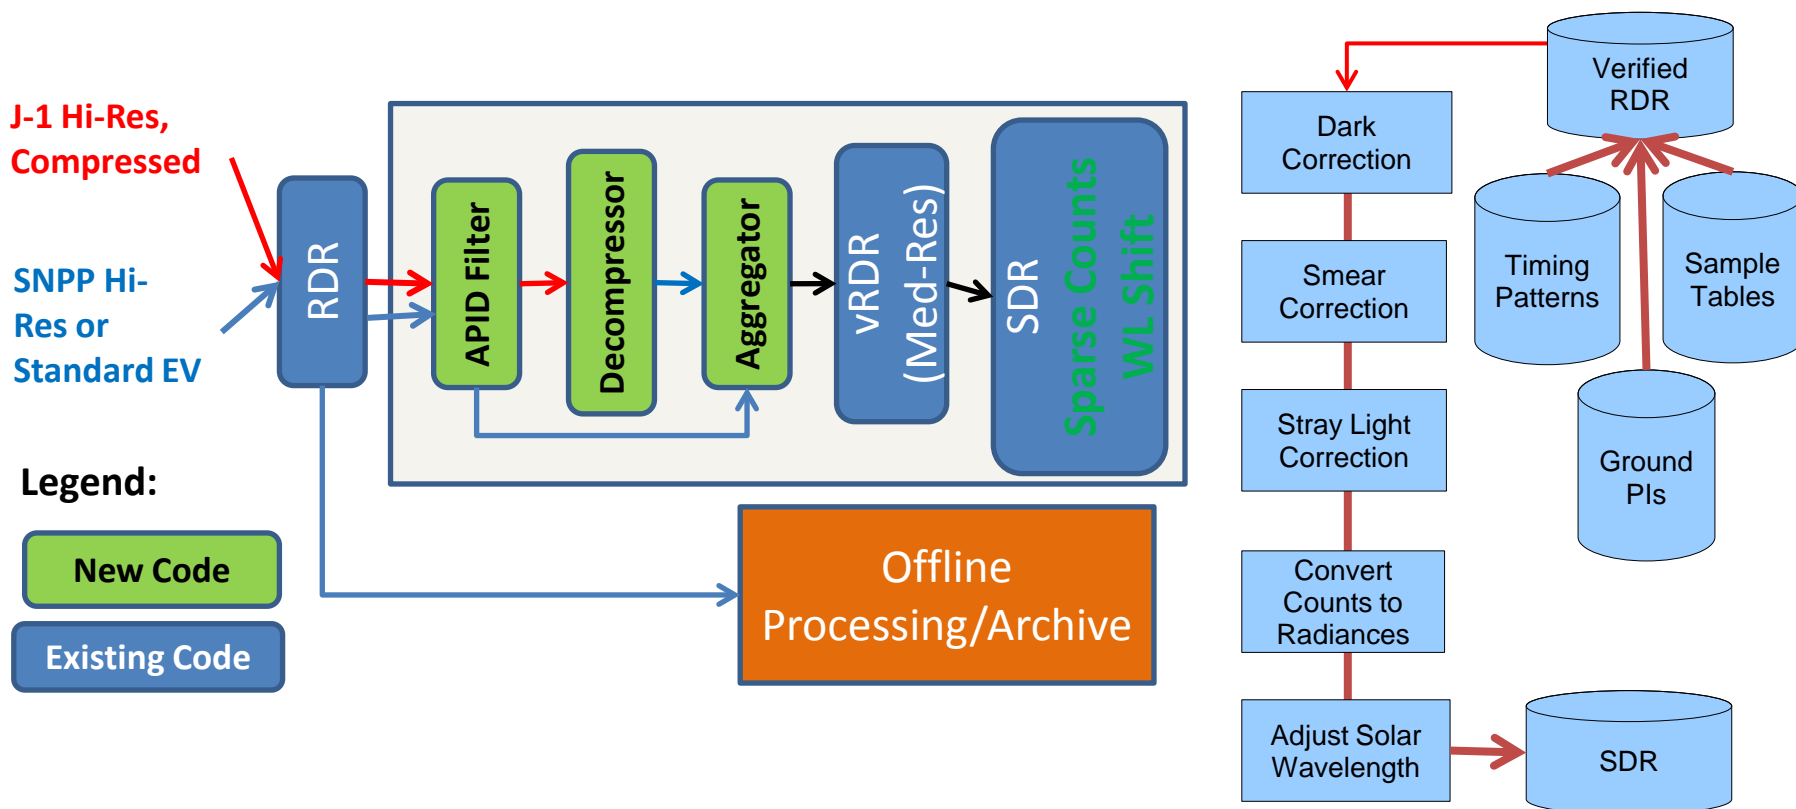 J-1 Hi-Res,
Compressed
SNPP Hi-
Res or
Standard EV
RDR
APID Filter
Decompressor
Aggregator
vRDR
(Med-Res)
SDR
Sparse Counts
WL Shift
Legend:
New Code
Existing Code
Offline
Processing/Archive
Verified
RDR
Dark
Correction
Timing
Patterns
Sample
Tables
Smear
Correction
Stray Light
Correction
Ground
PIs
Convert
Counts to
Radiances
Adjust Solar
Wavelength
SDR